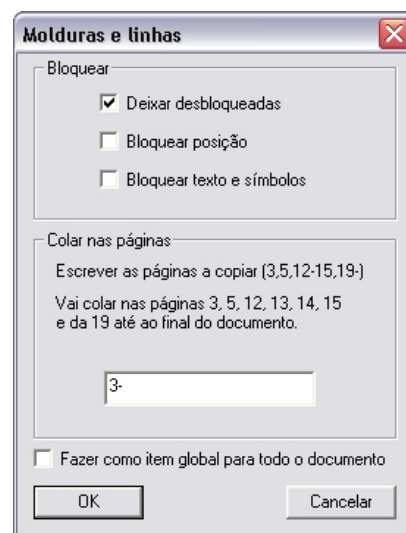 Molduras e linhas
Bloquear
Deixar desbloqueadas
Bloquear posição
Bloquear texto e símbolos
Colar nas páginas
Escrever as páginas a copiar (3,5,12-15,19-)
Vai colar nas páginas 3, 5, 12, 13, 14, 15
e da 19 até ao final do documento.
3-
Fazer como item global para todo o documento
OK
Cancelar